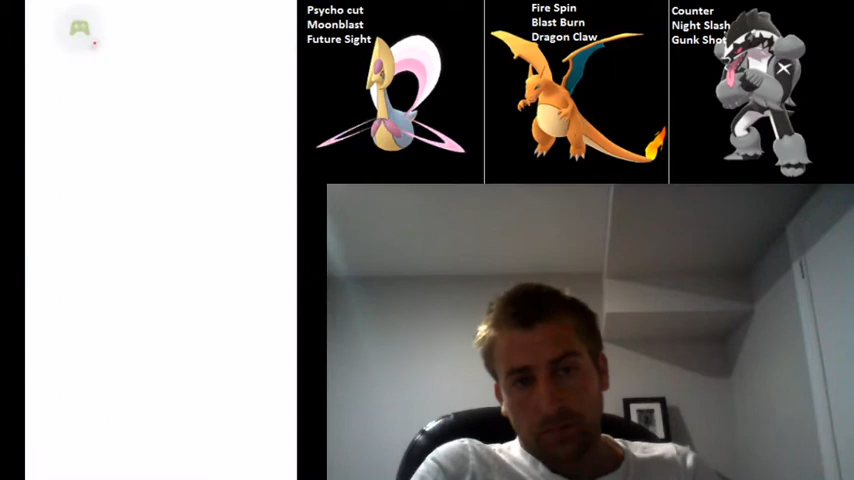 Psycho cut
Moonblast
Future Sight
Fire Spin
Blast Burn
Dragon Claw
Counter
Night Slash
Gunk Shot